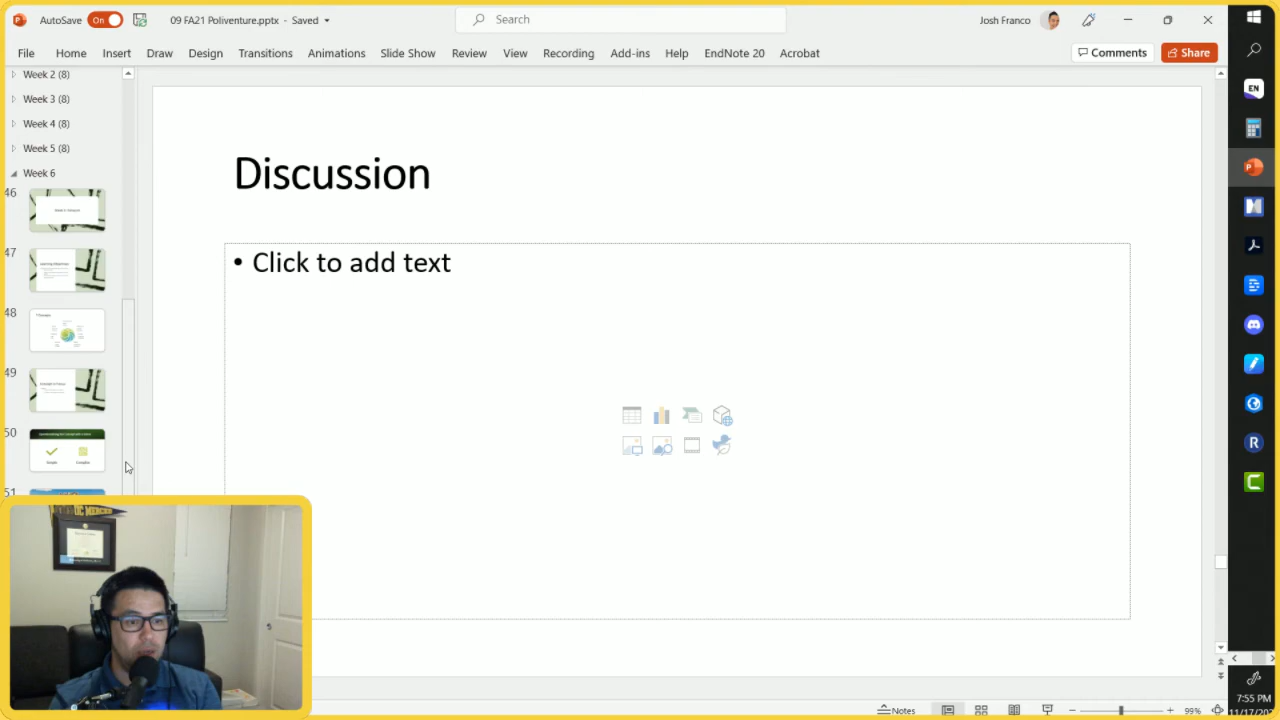 AutoSave On 09 FA21 Poliventure.pptx - Saved Search Josh Franco
File Home Insert Draw Design Transitions Animations Slide Show Review View Recording Add-ins Help EndNote 20 Acrobat Comments Share
Week 2 (8)
Week 3 (8)
Week 4 (8)
Week 5 (8)
Week 6
46
47
48
49
50
51
Discussion
• Click to add text
EN
R
UC MERCED
Notes 99%
7:55 PM